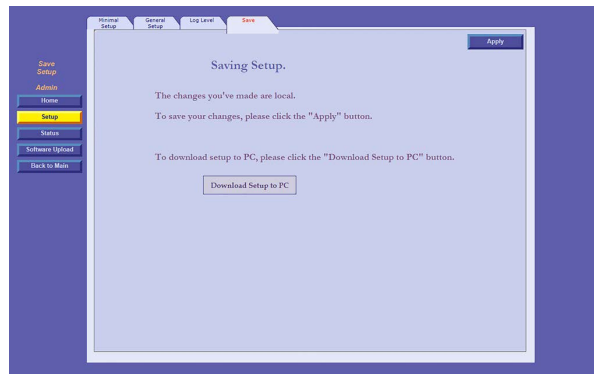 Minimal
Setup
General
Setup
Log Level
Save
Apply
Save
Setup
Admin
Home
Setup
Status
Software Upload
Back to Main
Saving Setup.
The changes you've made are local.
To save your changes, please click the "Apply" button.
To download setup to PC, please click the "Download Setup to PC" button.
Download Setup to PC